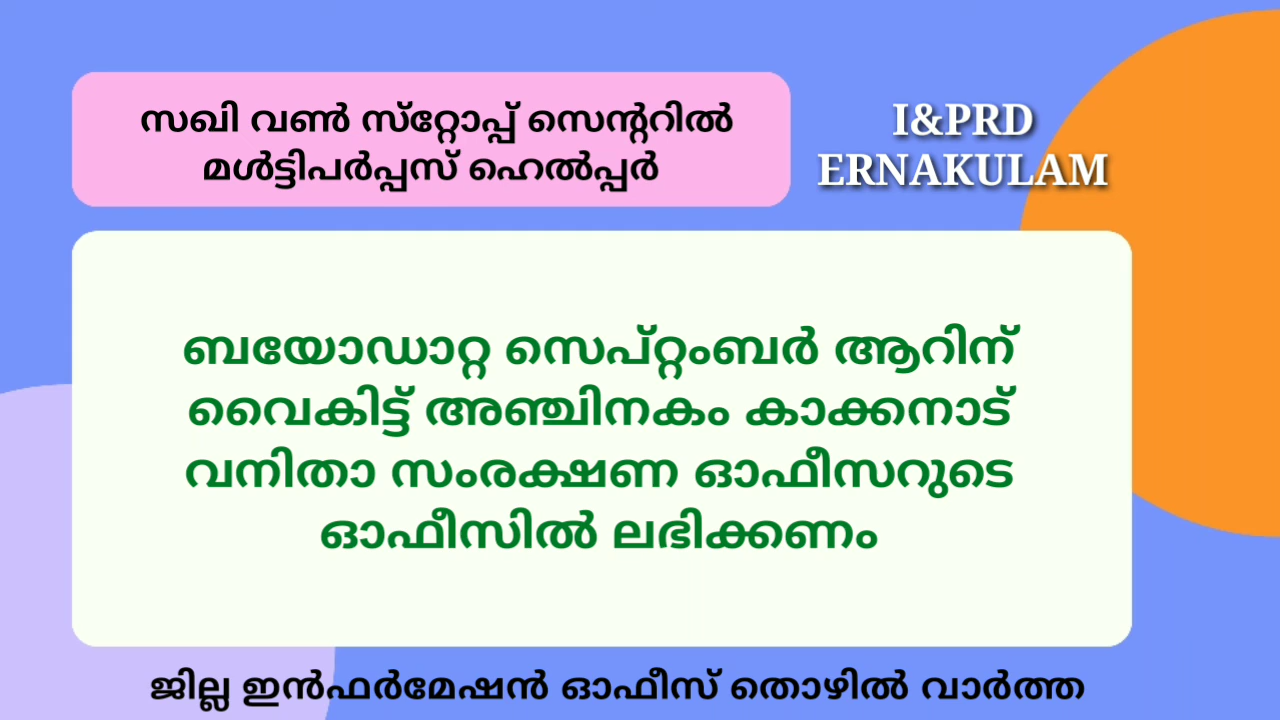 സഖി വൺ സ്റ്റോപ്പ് സെന്ററിൽ
മൾട്ടിപർപ്പസ് ഹെൽപ്പർ
I&PRD
ERNAKULAM
ബയോഡാറ്റ സെപ്റ്റംബർ ആറിന്
വൈകിട്ട് അഞ്ചിനകം കാക്കനാട്
വനിതാ സംരക്ഷണ ഓഫീസറുടെ
ഓഫീസിൽ ലഭിക്കണം
ജില്ല ഇൻഫർമേഷൻ ഓഫീസ് തൊഴിൽ വാർത്ത